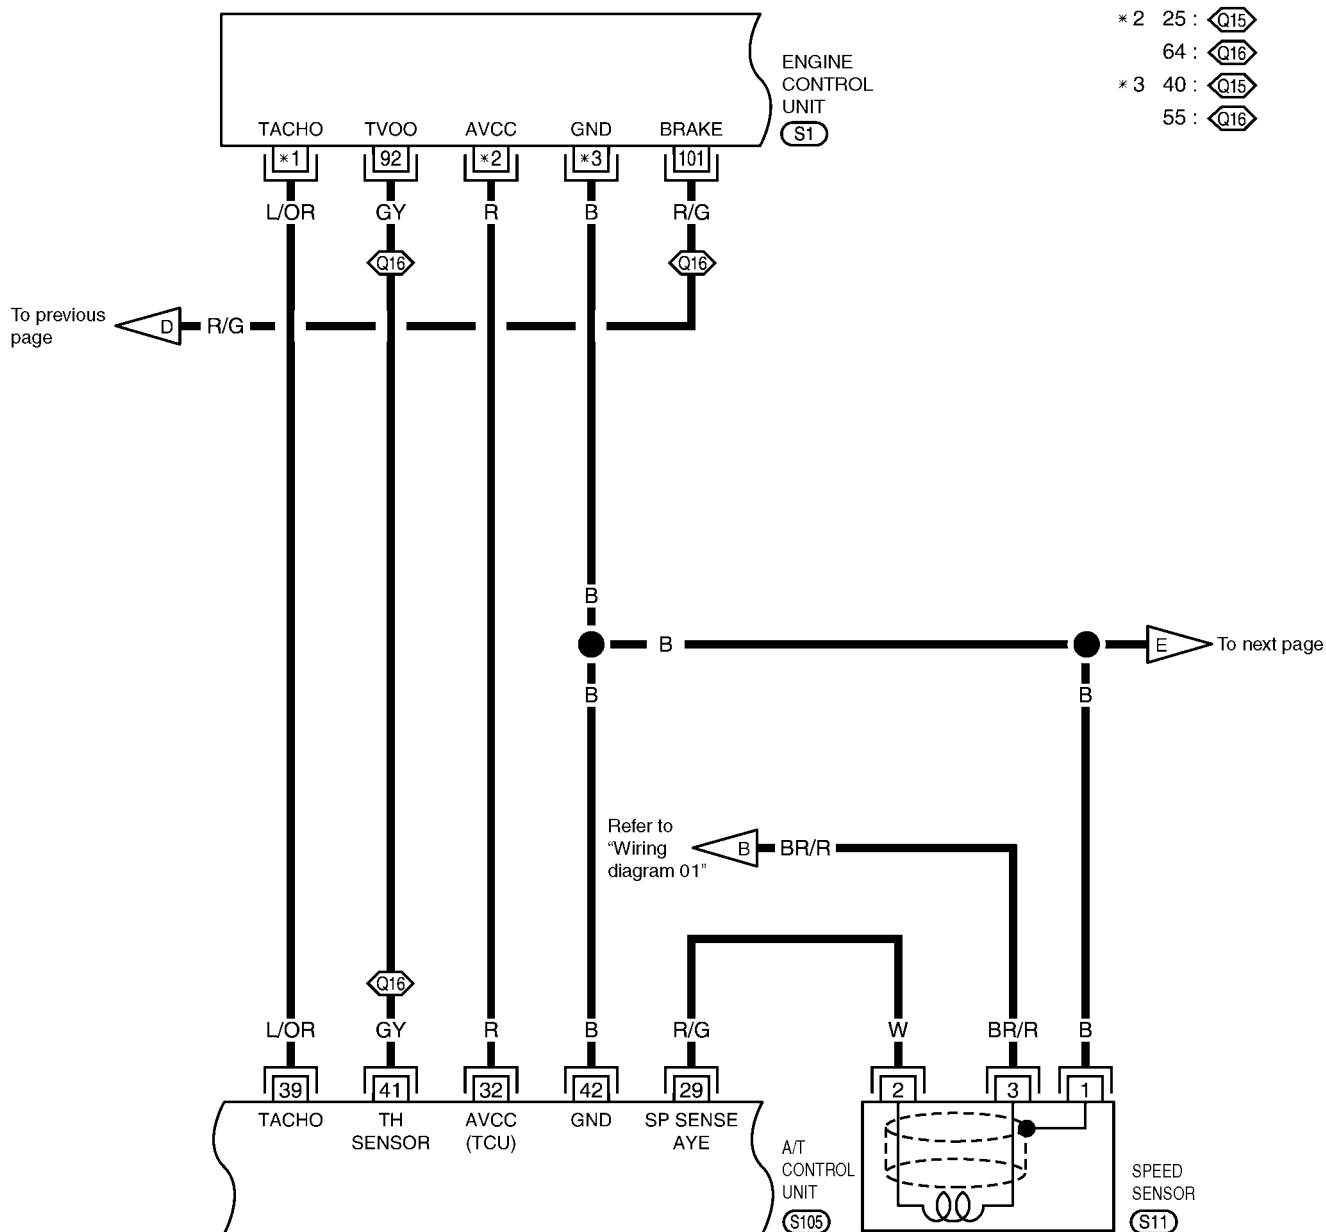 *2 25 : Q15
64 : Q16
*3 40 : Q15
55 : Q16
ENGINE
CONTROL
UNIT
S1
TACHO TVOO AVCC GND BRAKE
*1 92 *2 *3 101
L/OR GY R B R/G
Q16 Q16
To previous
page
D R/G
B
B E To next page
B B
Refer to
“Wiring
diagram 01”
B BR/R
Q16
L/OR GY R B R/G W BR/R B
39 41 32 42 29 2 3 1
TACHO TH
SENSOR AVCC
(TCU) GND SP SENSE
AYE
A/T
CONTROL
UNIT
S105
SPEED
SENSOR
S11